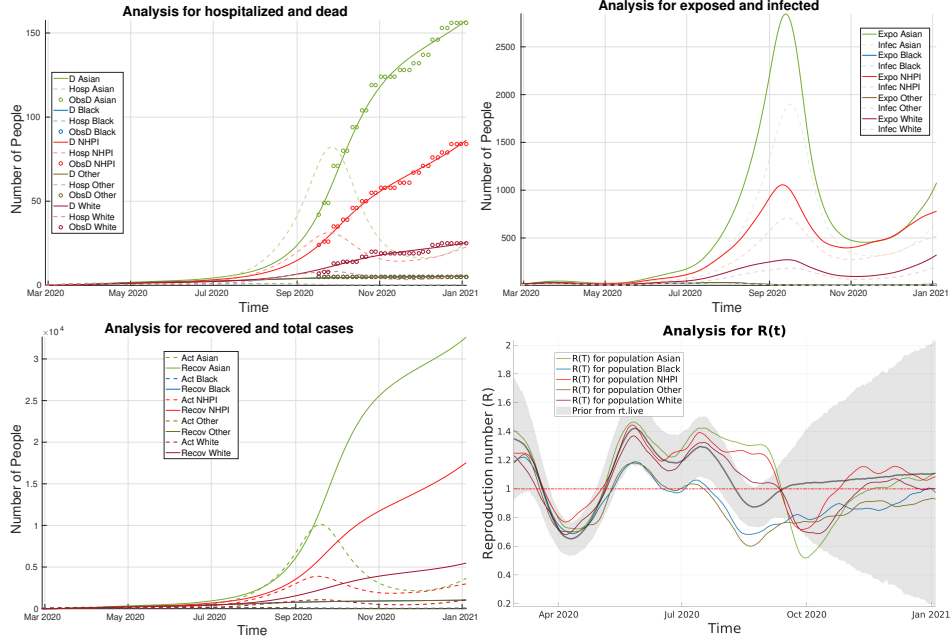 Analysis for hospitalized and dead
Number of People
150
100
50
0
D Asian
Hosp Asian
ObsD Asian
D Black
Hosp Black
ObsD Black
D NHPI
Hosp NHPI
ObsD NHPI
D Other
Hosp Other
ObsD Other
D White
Hosp White
ObsD White
Mar 2020 May 2020 Jul 2020 Sep 2020 Nov 2020 Jan 2021
Time
Analysis for exposed and infected
Number of People
2500
2000
1500
1000
500
Expo Asian
Infec Asian
Expo Black
Infec Black
Expo NHPI
Infec NHPI
Expo Other
Infec Other
Expo White
Infec White
Mar 2020 May 2020 Jul 2020 Sep 2020 Nov 2020 Jan 2021
Time
Analysis for recovered and total cases
×10⁴
Number of People
3
2.5
2
1.5
1
0.5
0
Act Asian
Recov Asian
Act Black
Recov Black
Act NHPI
Recov NHPI
Act Other
Recov Other
Act White
Recov White
Mar 2020 May 2020 Jul 2020 Sep 2020 Nov 2020 Jan 2021
Time
Analysis for R(t)
Reproduction number (R)
2
1.8
1.6
1.4
1.2
1
0.8
0.6
0.4
0.2
R(T) for population Asian
R(T) for population Black
R(T) for population NHPI
R(T) for population Other
R(T) for population White
Prior from rt.live
Apr 2020 Jul 2020 Oct 2020 Jan 2021
Time